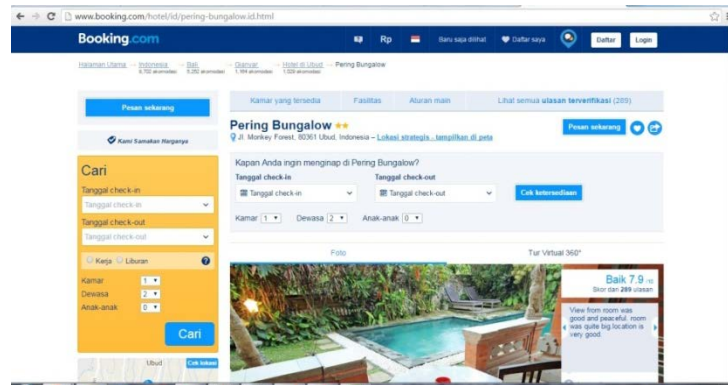 www.booking.com/hotel/id/pering-bungalow.id.html
Booking.com
Rp
Baru saja dilihat
Daftar saya
Daftar
Login
Halaman Utama → Indonesia → Bali → Gianyar → Hotel di Ubud → Pering Bungalow
Pesan sekarang
Kami Samakan Harganya
Kamar yang tersedia
Fasilitas
Aturan main
Lihat semua ulasan terverifikasi (289)
Pering Bungalow
Jl. Monkey Forest, 80361 Ubud, Indonesia – Lokasi strategis - tampilkan di peta
Pesan sekarang
Cari
Tanggal check-in
Tanggal check-in
Tanggal check-out
Tanggal check-out
Kerja
Liburan
?
Kamar 1
Dewasa 2
Anak-anak 0
Cari
Ubud
Cek lokasi
Kapan Anda ingin menginap di Pering Bungalow?
Tanggal check-in
Tanggal check-out
Tanggal check-in
Tanggal check-out
Cek ketersediaan
Kamar 1 Dewasa 2 Anak-anak 0
Foto
Tur Virtual 360°
Baik 7.9 /10
Skor dari 289 ulasan
View from room was
good and peaceful. room
was quite big.location is
very good.